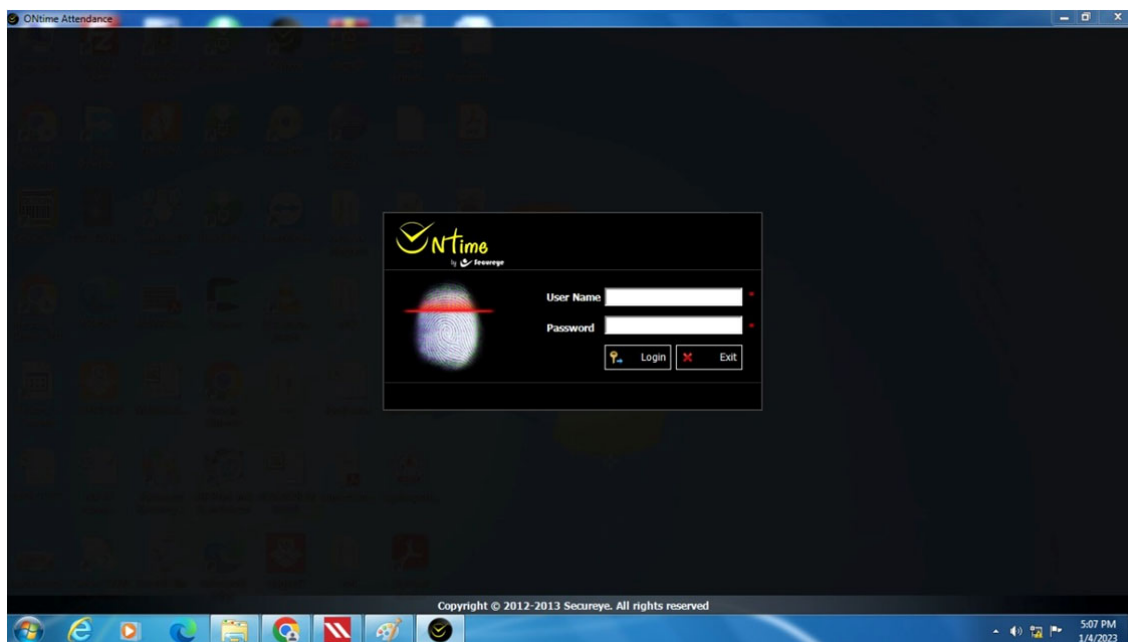 ONtime Attendance
ONTime
by Secureye
User Name
*
Password
*
Login
Exit
Copyright © 2012-2013 Secureye. All rights reserved
5:07 PM
1/4/2023